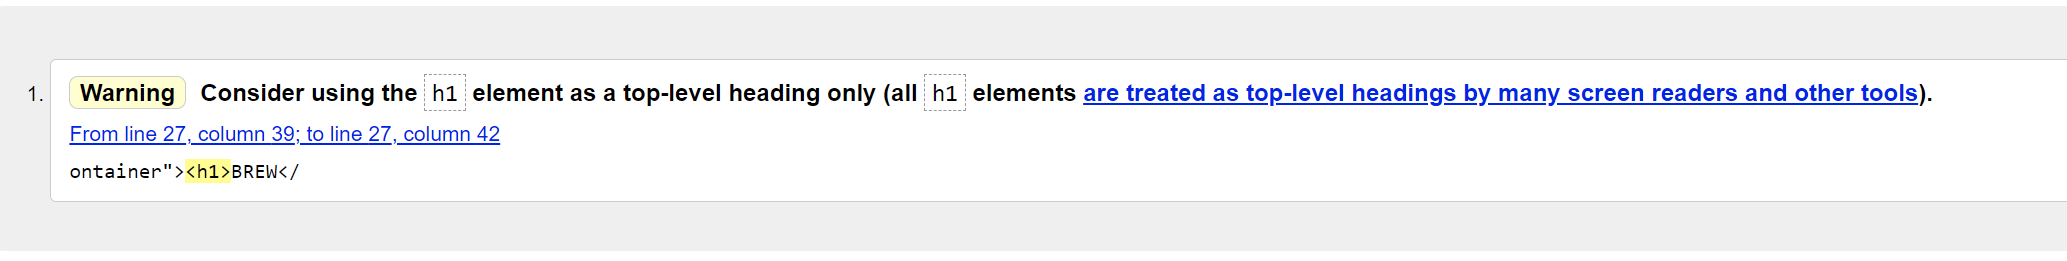 1. Warning Consider using the h1 element as a top-level heading only (all h1 elements are treated as top-level headings by many screen readers and other tools).
From line 27, column 39; to line 27, column 42
ontainer"><h1>BREW</